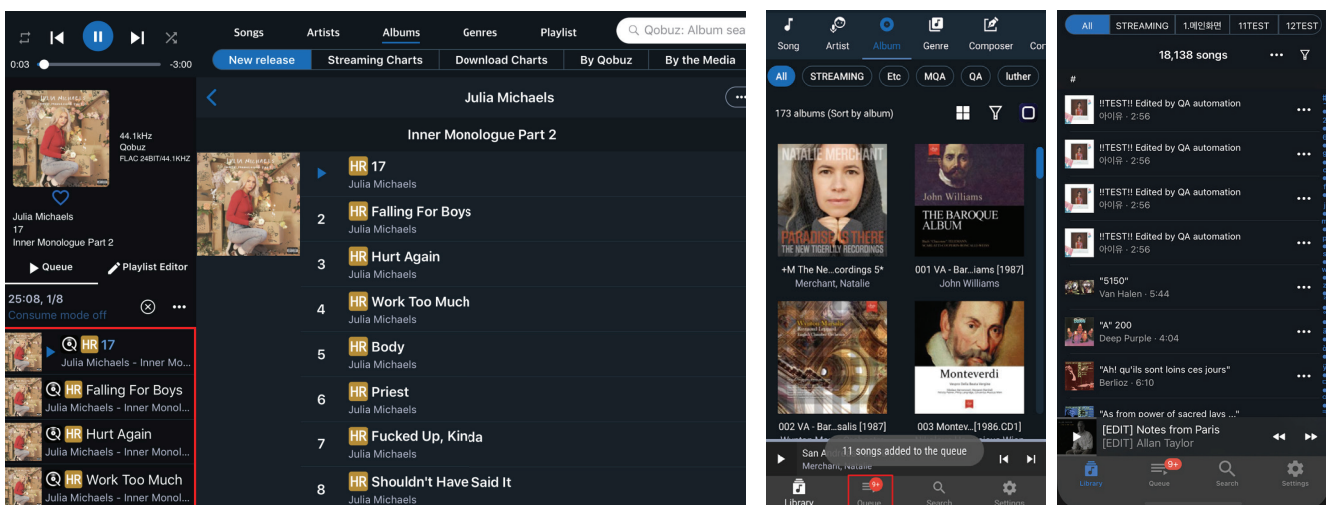 Songs
Artists
Albums
Genres
Playlist
Qobuz: Album sea
0:03
-3:00
New release
Streaming Charts
Download Charts
By Qobuz
By the Media
Julia Michaels
44.1kHz
Qobuz
FLAC 24BIT/44.1KHZ
Julia Michaels
17
Inner Monologue Part 2
Queue
Playlist Editor
25:08, 1/8
Consume mode off
HR 17
Julia Michaels - Inner Mo...
HR Falling For Boys
Julia Michaels - Inner Monol...
HR Hurt Again
Julia Michaels - Inner Monol...
HR Work Too Much
Julia Michaels - Inner Monol...
Inner Monologue Part 2
HR 17
Julia Michaels
2
HR Falling For Boys
Julia Michaels
3
HR Hurt Again
Julia Michaels
4
HR Work Too Much
Julia Michaels
5
HR Body
Julia Michaels
6
HR Priest
Julia Michaels
7
HR Fucked Up, Kinda
Julia Michaels
8
HR Shouldn't Have Said It
Julia Michaels
Song
Artist
Album
Genre
Composer
Cor
All
STREAMING
Etc
MQA
QA
luther
173 albums (Sort by album)
NATALIE MERCHANT
PARADISE IS THERE
THE NEW TIGERLILY RECORDINGS
+M The Ne...cordings 5*
Merchant, Natalie
John Williams
THE BAROQUE
ALBUM
001 VA - Bar...iams [1987]
John Williams
002 VA - Bar...salis [1987]
Monteverdi
003 Montev...[1986.CD1]
San A
Merchant, Natalie
11 songs added to the queue
Library
9+
Queue
Search
Settings
All
STREAMING
1.메인화면
11TEST
12TEST
18,138 songs
#
!!TEST!! Edited by QA automation
아이유 · 2:56
!!TEST!! Edited by QA automation
아이유 · 2:56
!!TEST!! Edited by QA automation
아이유 · 2:56
!!TEST!! Edited by QA automation
아이유 · 2:56
"5150"
Van Halen · 5:44
"A" 200
Deep Purple · 4:04
"Ah! qu'ils sont loins ces jours"
Berlioz · 6:10
"As from power of sacred lays ..."
[EDIT] Notes from Paris
[EDIT] Allan Taylor
Library
9+
Queue
Search
Settings